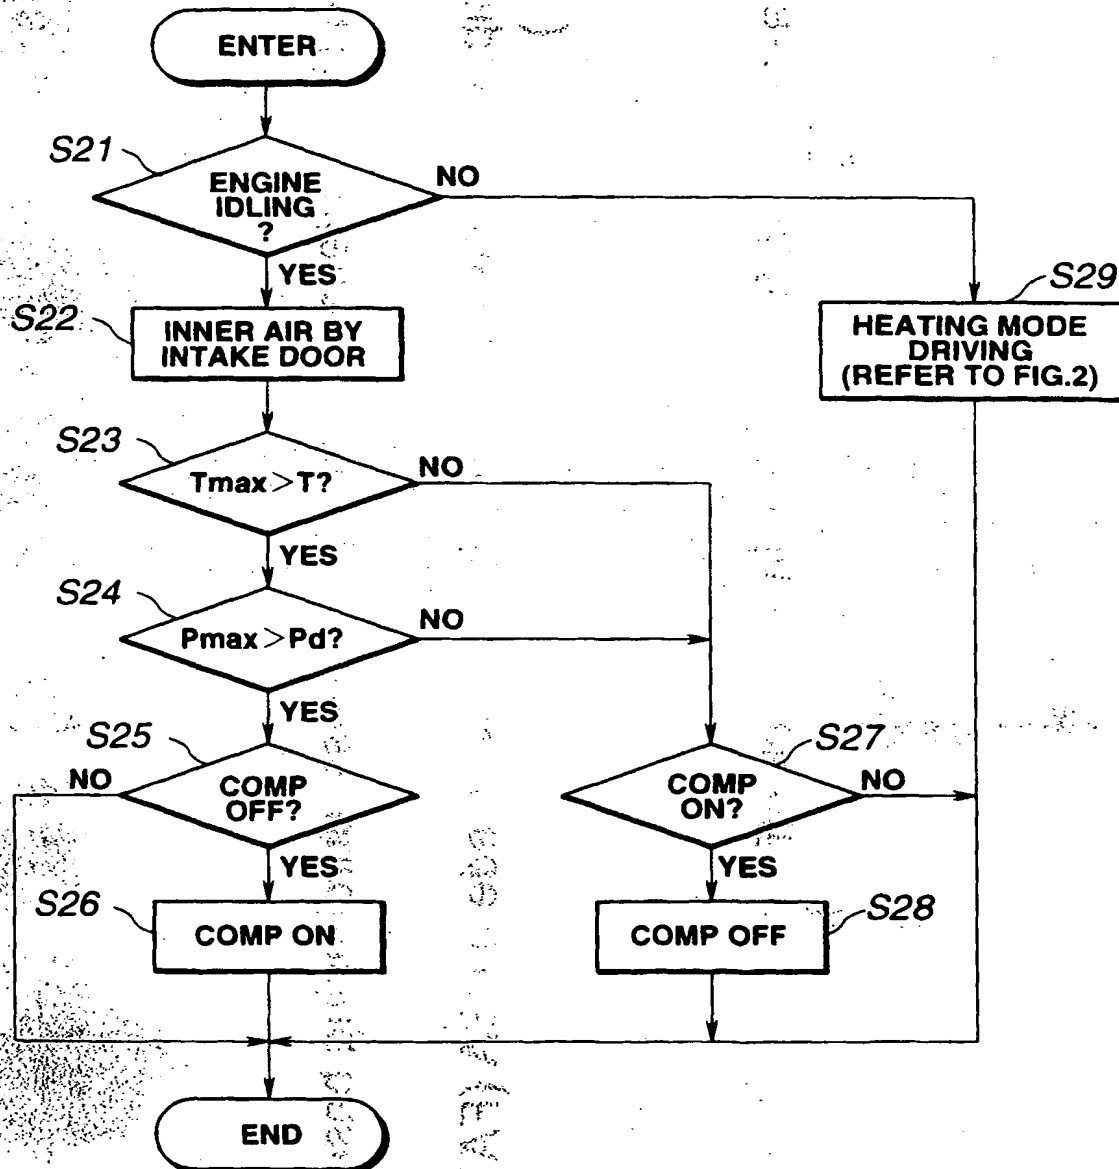 ENTER
S21
ENGINE
IDLING
?
NO
YES
S22
INNER AIR BY
INTAKE DOOR
S29
HEATING MODE
DRIVING
(REFER TO FIG.2)
S23
Tmax>T?
NO
YES
S24
Pmax>Pd?
NO
YES
S25
NO
COMP
OFF?
YES
S27
COMP
ON?
NO
YES
S26
COMP ON
S28
COMP OFF
END